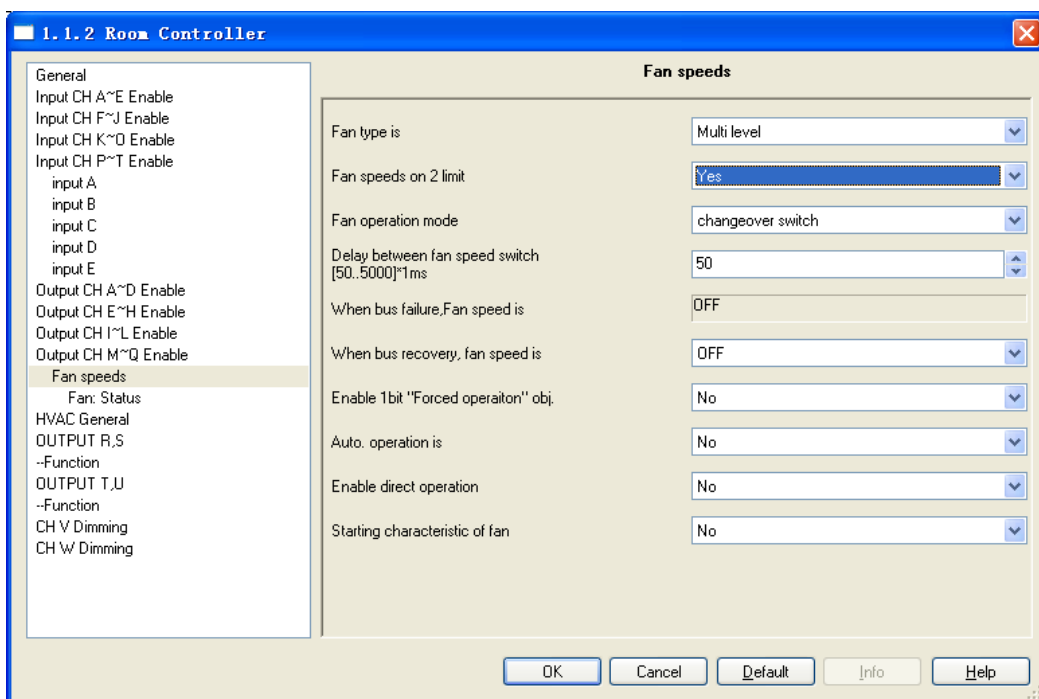 1.1.2 Room Controller
General
Input CH A~E Enable
Input CH F~J Enable
Input CH K~O Enable
Input CH P~T Enable
input A
input B
input C
input D
input E
Output CH A~D Enable
Output CH E~H Enable
Output CH I~L Enable
Output CH M~Q Enable
Fan speeds
Fan: Status
HVAC General
OUTPUT R,S
--Function
OUTPUT T,U
--Function
CH V Dimming
CH W Dimming
Fan speeds
Fan type is Multi level
Fan speeds on 2 limit Yes
Fan operation mode changeover switch
Delay between fan speed switch
[50..5000]*1ms 50
When bus failure,Fan speed is OFF
When bus recovery, fan speed is OFF
Enable 1bit "Forced operaiton" obj. No
Auto. operation is No
Enable direct operation No
Starting characteristic of fan No
OK Cancel Default Info Help